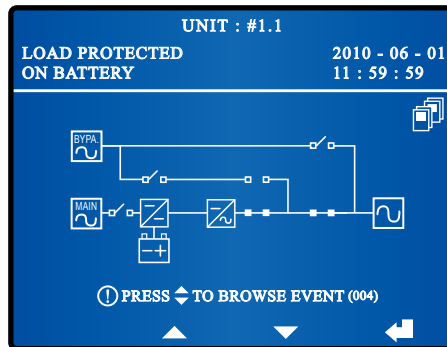 UNIT : #1.1
LOAD PROTECTED
2010 - 06 - 01
ON BATTERY
11 : 59 : 59
BYPA.
MAIN
PRESS TO BROWSE EVENT (004)